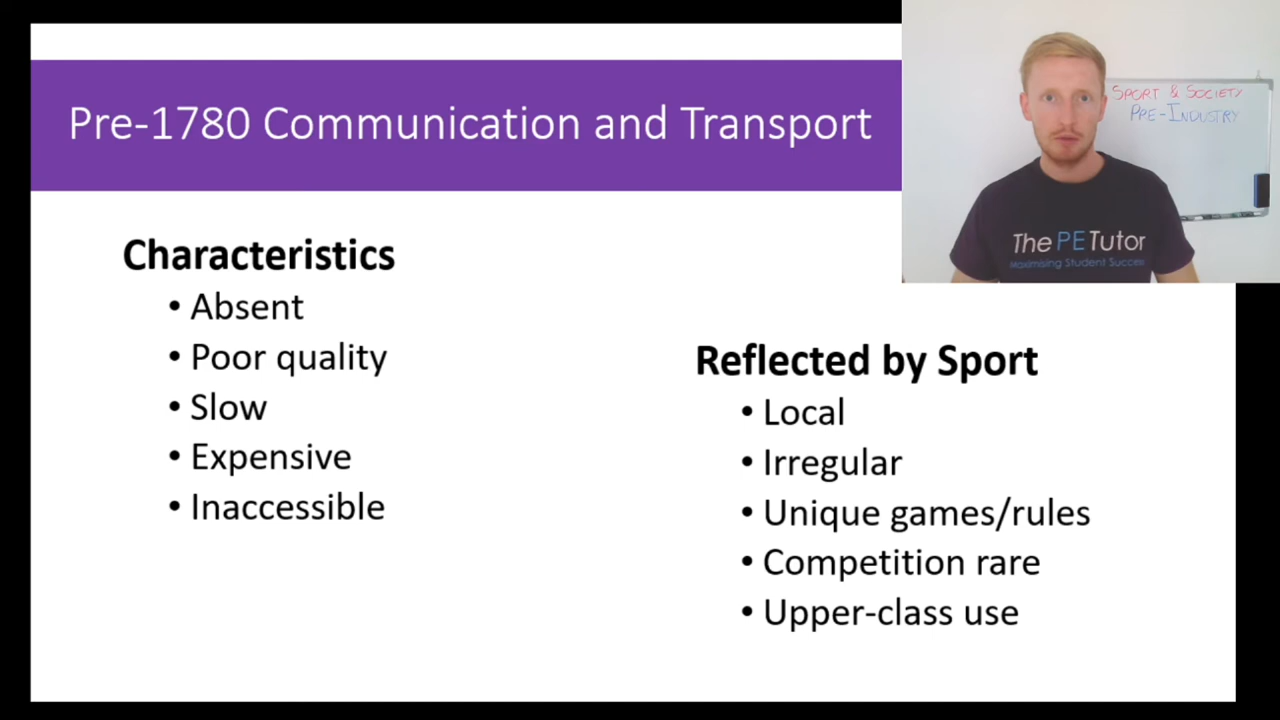 Pre-1780 Communication and Transport
SPORT & SOCIETY
PRE-INDUSTRY
The PE Tutor
Maximising Student Success
Characteristics
• Absent
• Poor quality
• Slow
• Expensive
• Inaccessible
Reflected by Sport
• Local
• Irregular
• Unique games/rules
• Competition rare
• Upper-class use